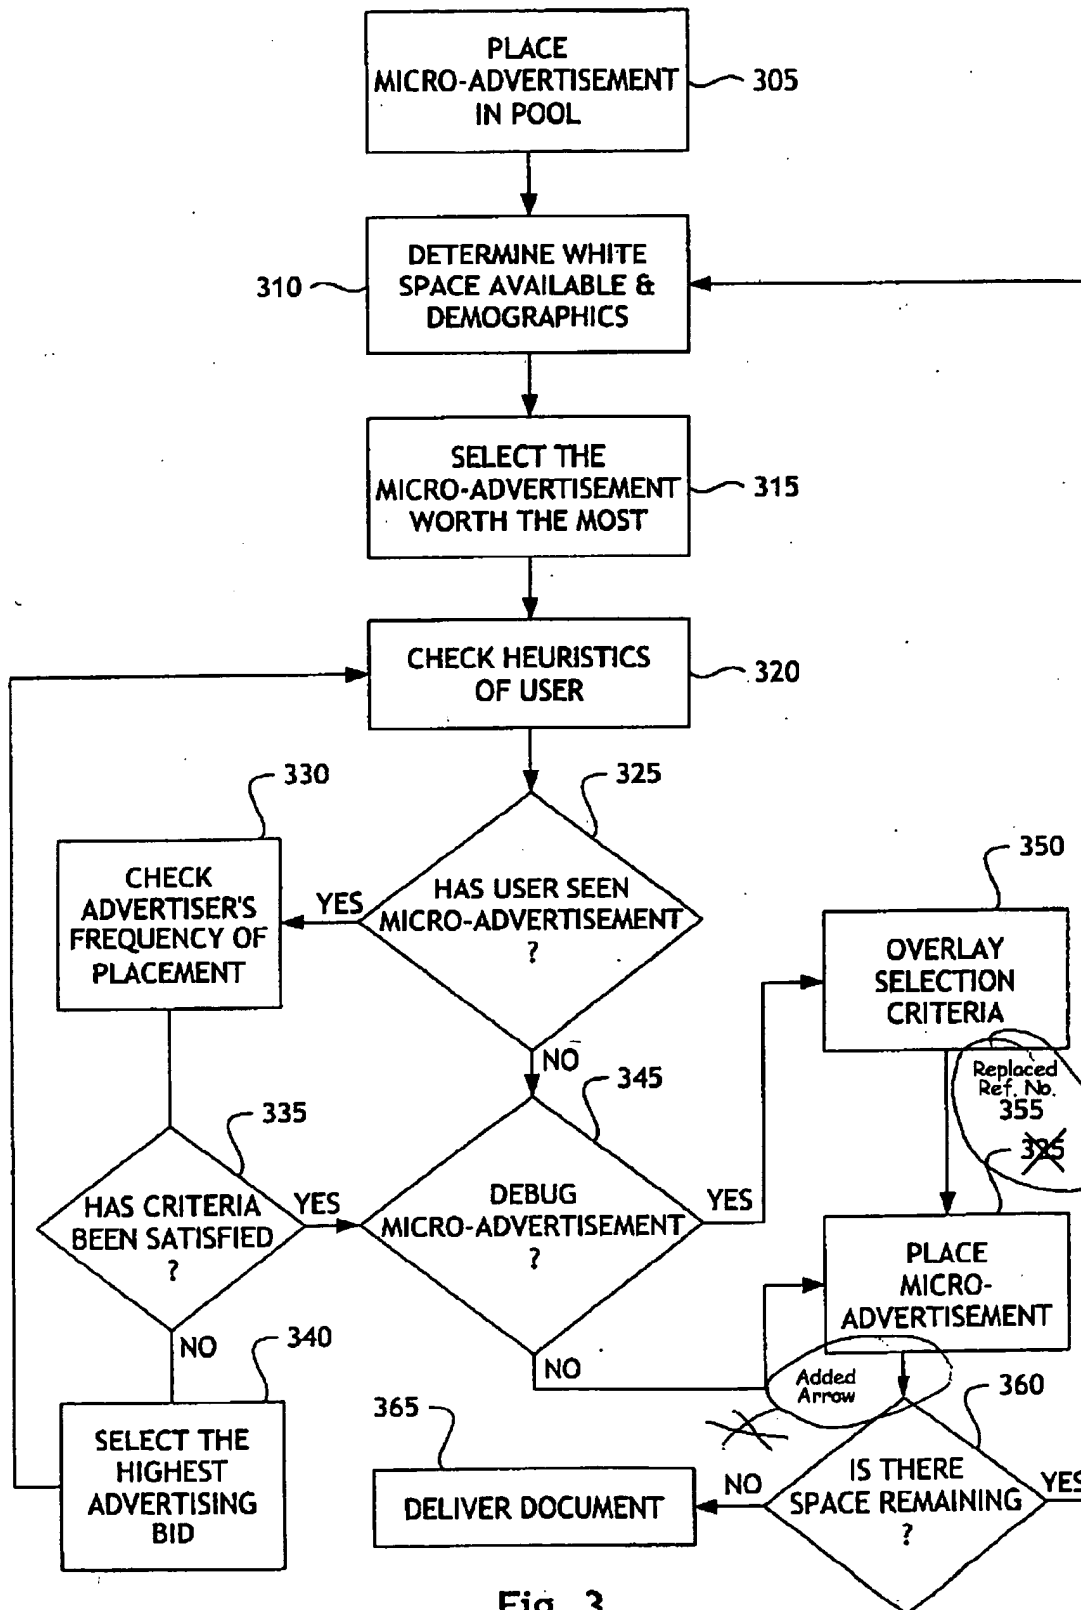 PLACE
MICRO-ADVERTISEMENT
IN POOL
305
DETERMINE WHITE
SPACE AVAILABLE &
DEMOGRAPHICS
310
SELECT THE
MICRO-ADVERTISEMENT
WORTH THE MOST
315
CHECK HEURISTICS
OF USER
320
330
325
CHECK
ADVERTISER'S
FREQUENCY OF
PLACEMENT
YES
HAS USER SEEN
MICRO-ADVERTISEMENT
?
350
OVERLAY
SELECTION
CRITERIA
NO
345
335
Replaced
Ref. No.
355
325
HAS CRITERIA
BEEN SATISFIED
?
YES
DEBUG
MICRO-ADVERTISEMENT
?
YES
PLACE
MICRO-
ADVERTISEMENT
NO
340
NO
Added
Arrow
360
365
SELECT THE
HIGHEST
ADVERTISING
BID
DELIVER DOCUMENT
NO
IS THERE
SPACE REMAINING
?
YES
Fig. 3